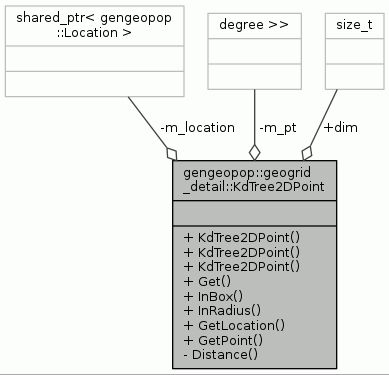 shared_ptr< gengeopop
::Location >
degree >>
size_t
-m_location
-m_pt
+dim
gengeopop::geogrid
_detail::KdTree2DPoint
+ KdTree2DPoint()
+ KdTree2DPoint()
+ KdTree2DPoint()
+ Get()
+ InBox()
+ InRadius()
+ GetLocation()
+ GetPoint()
- Distance()